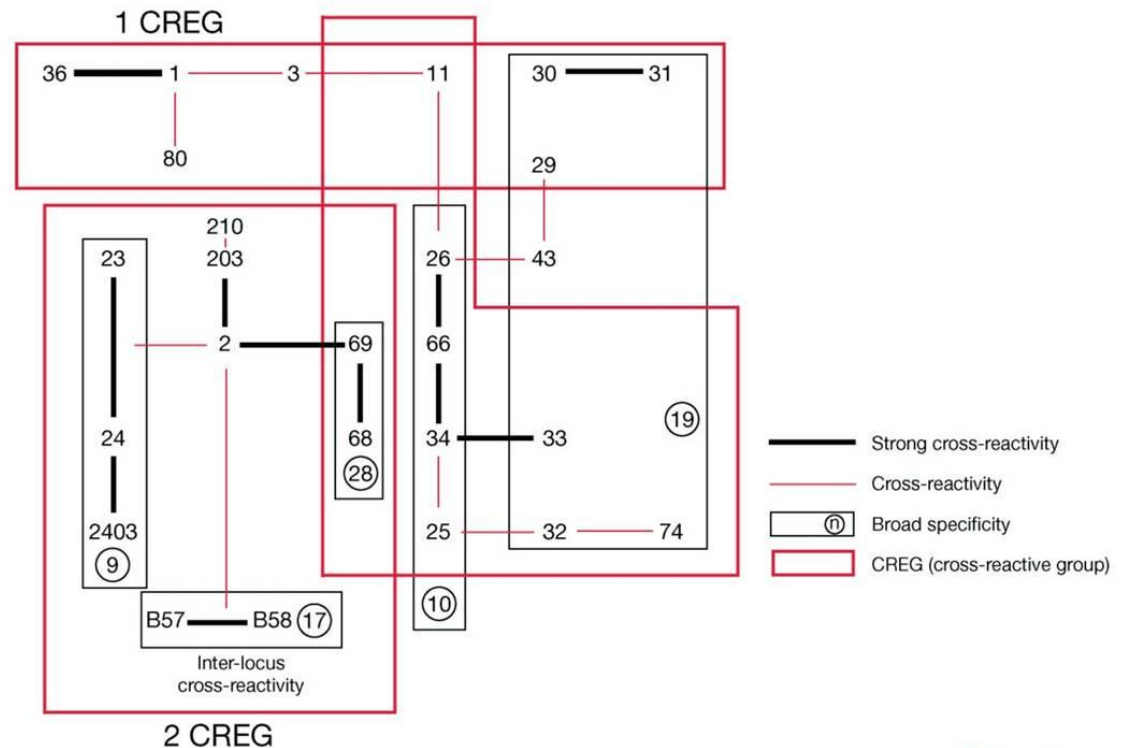 1 CREG
36 1 3 11 30 31
80
29
210
23 203 26 43
2 69 66
24 68 34 33 19
28
2403 25 32 74
9
10
B57 B58 17
Inter-locus
cross-reactivity
2 CREG
Strong cross-reactivity
Cross-reactivity
n Broad specificity
CREG (cross-reactive group)